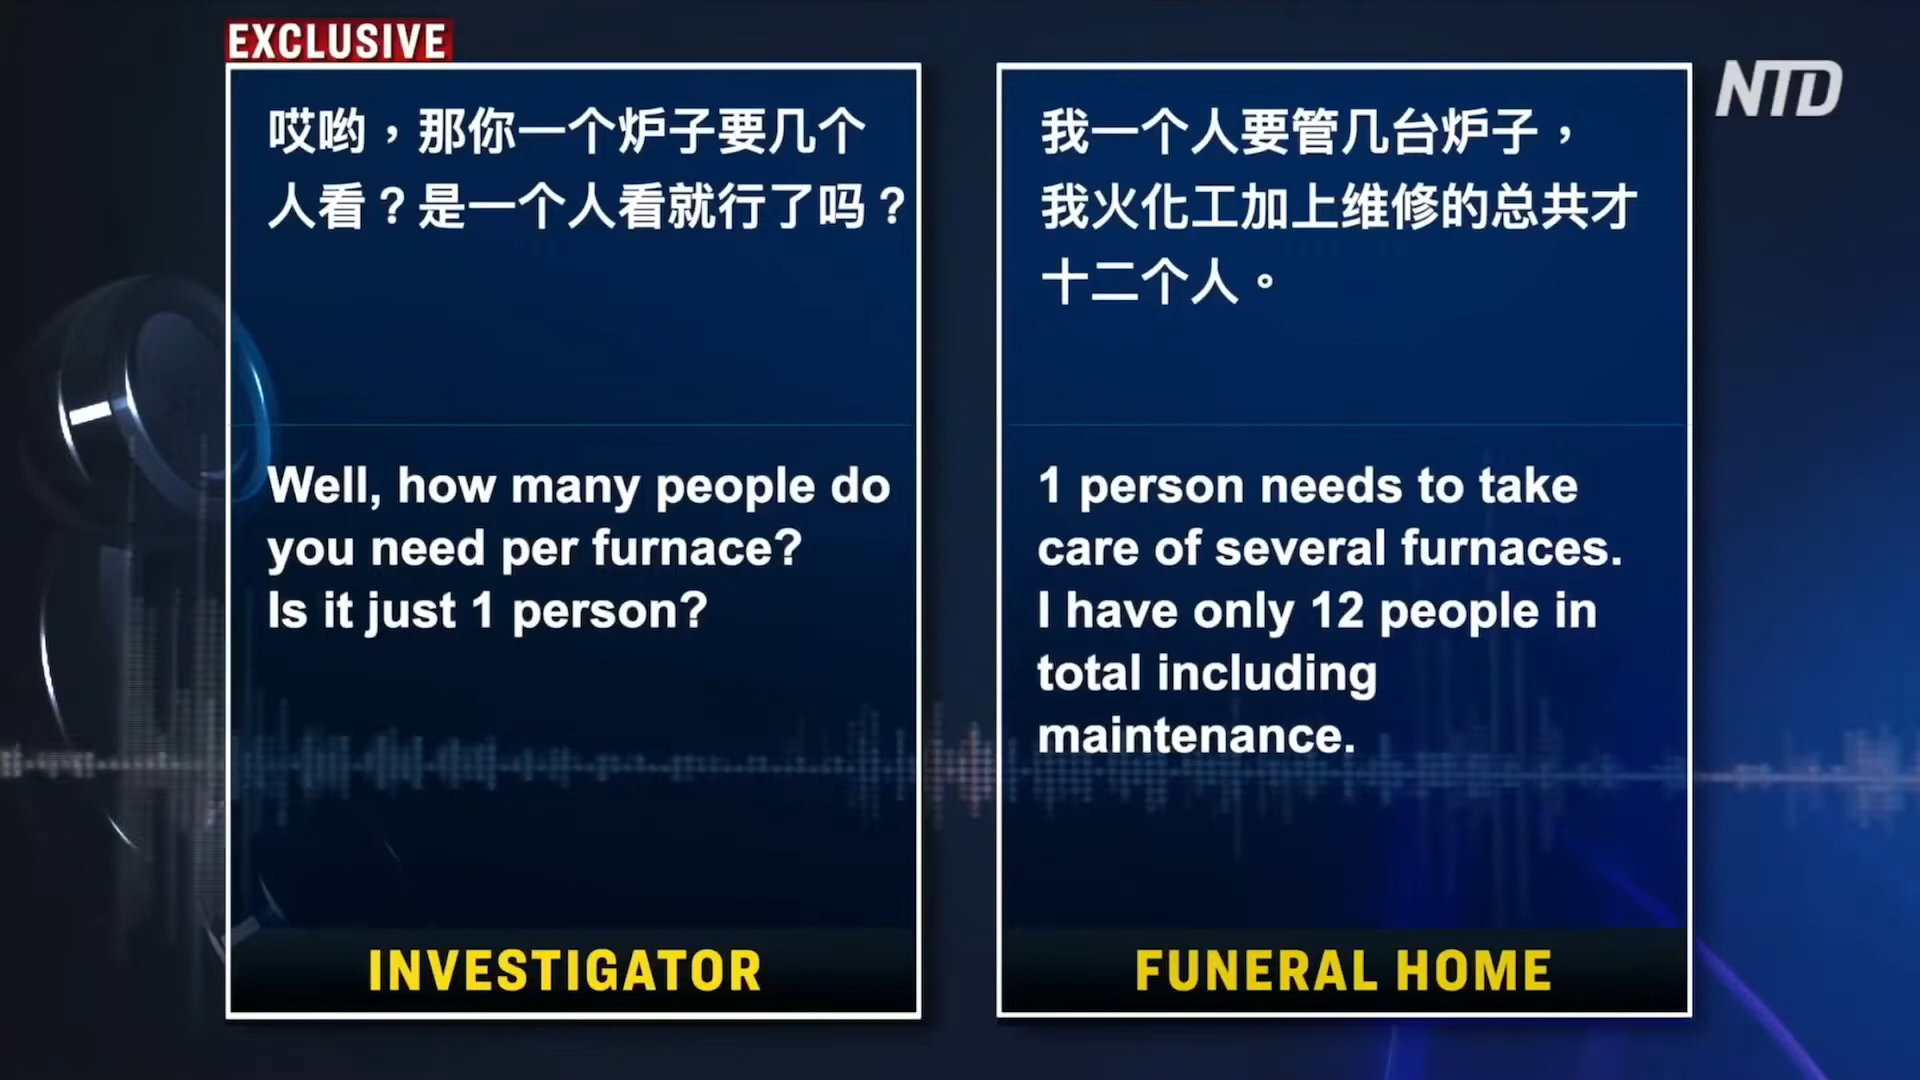 EXCLUSIVE
NTD
哎哟，那你一个炉子要几个
人看？是一个人看就行了吗？
Well, how many people do
you need per furnace?
Is it just 1 person?
INVESTIGATOR
我一个人要管几台炉子，
我火化工加上维修的总共才
十二个人。
1 person needs to take
care of several furnaces.
I have only 12 people in
total including
maintenance.
FUNERAL HOME